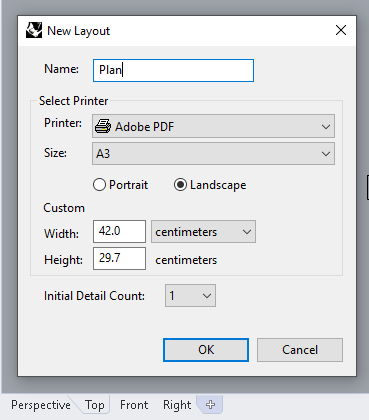 New Layout
Name: Plan
Select Printer
Printer: Adobe PDF
Size: A3
Portrait Landscape
Custom
Width: 42.0 centimeters
Height: 29.7 centimeters
Initial Detail Count: 1
OK Cancel
Perspective Top Front Right